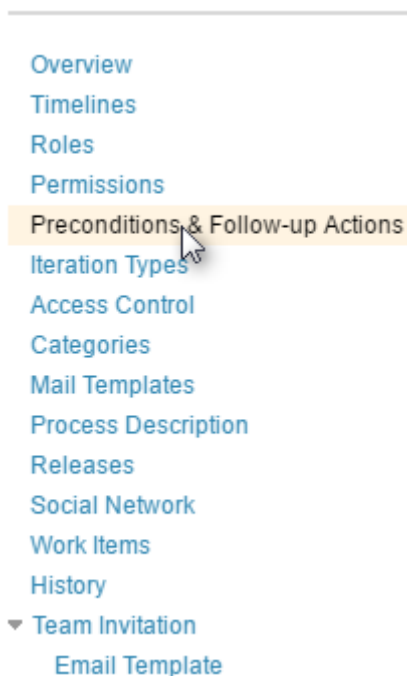 Overview
Timelines
Roles
Permissions
Preconditions & Follow-up Actions
Iteration Types
Access Control
Categories
Mail Templates
Process Description
Releases
Social Network
Work Items
History
Team Invitation
Email Template